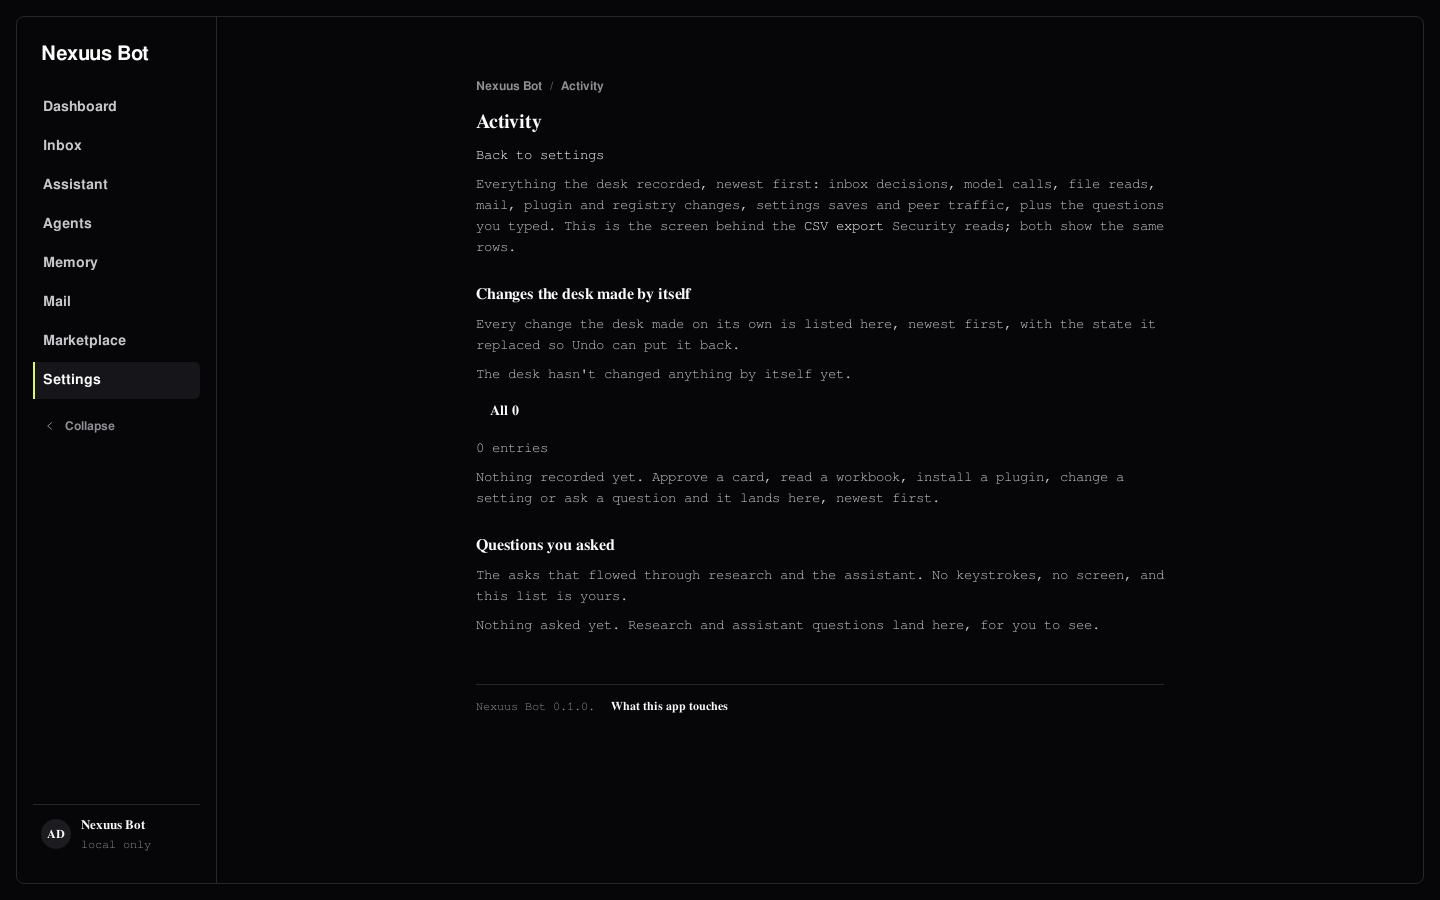 Nexuus Bot
Dashboard
Inbox
Assistant
Agents
Memory
Mail
Marketplace
Settings
Collapse
AD
Nexuus Bot
local only
Nexuus Bot / Activity
Activity
Back to settings
Everything the desk recorded, newest first: inbox decisions, model calls, file reads,
mail, plugin and registry changes, settings saves and peer traffic, plus the questions
you typed. This is the screen behind the CSV export Security reads; both show the same
rows.
Changes the desk made by itself
Every change the desk made on its own is listed here, newest first, with the state it
replaced so Undo can put it back.
The desk hasn't changed anything by itself yet.
All 0
0 entries
Nothing recorded yet. Approve a card, read a workbook, install a plugin, change a
setting or ask a question and it lands here, newest first.
Questions you asked
The asks that flowed through research and the assistant. No keystrokes, no screen, and
this list is yours.
Nothing asked yet. Research and assistant questions land here, for you to see.
Nexuus Bot 0.1.0. What this app touches